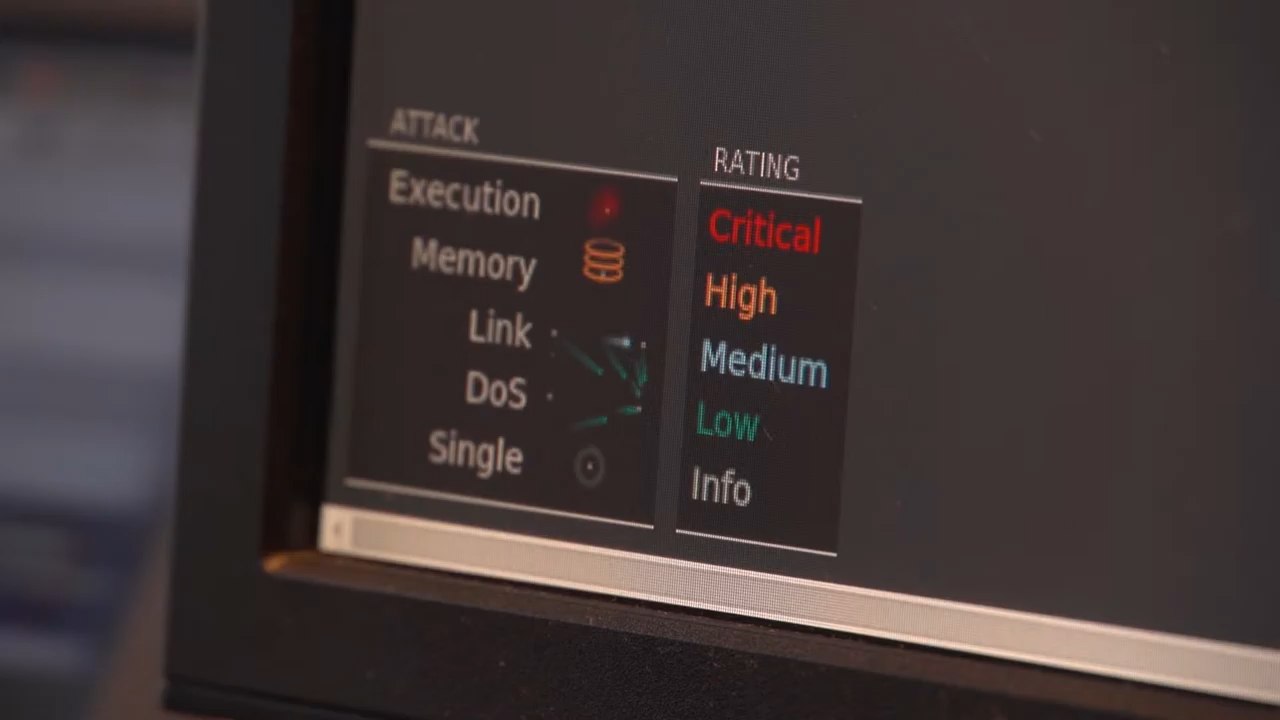 ATTACK
Execution
Memory
Link
DoS
Single
RATING
Critical
High
Medium
Low
Info